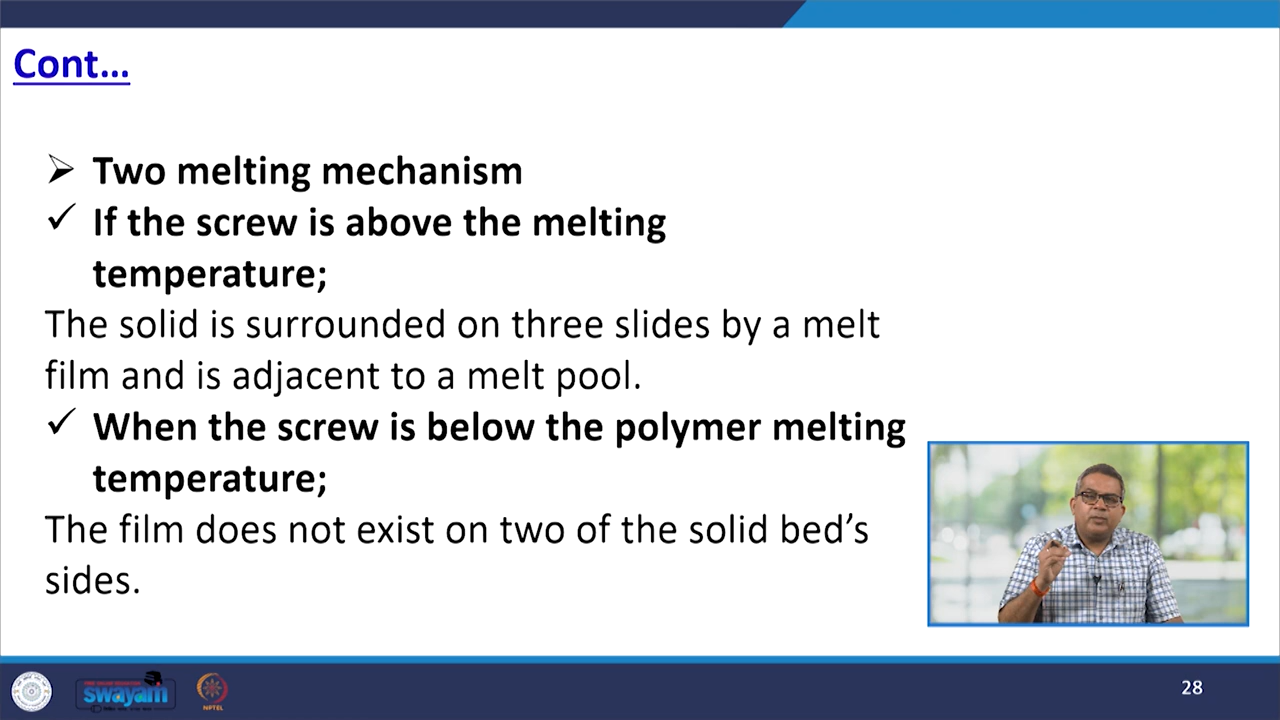 Cont...
➢ Two melting mechanism
✓ If the screw is above the melting
temperature;
The solid is surrounded on three slides by a melt
film and is adjacent to a melt pool.
✓ When the screw is below the polymer melting
temperature;
The film does not exist on two of the solid bed's
sides.
swayam
NPTEL
28